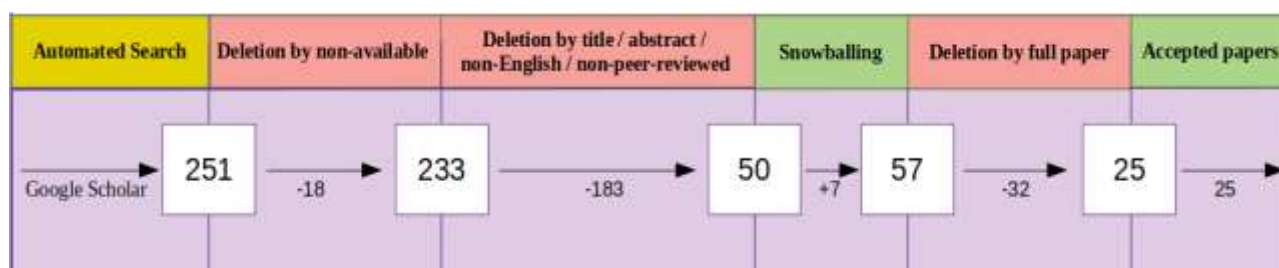 Automated Search
Deletion by non-available
Deletion by title / abstract /
non-English / non-peer-reviewed
Snowballing
Deletion by full paper
Accepted papers
Google Scholar
251
-18
233
-183
50
+7
57
-32
25
25